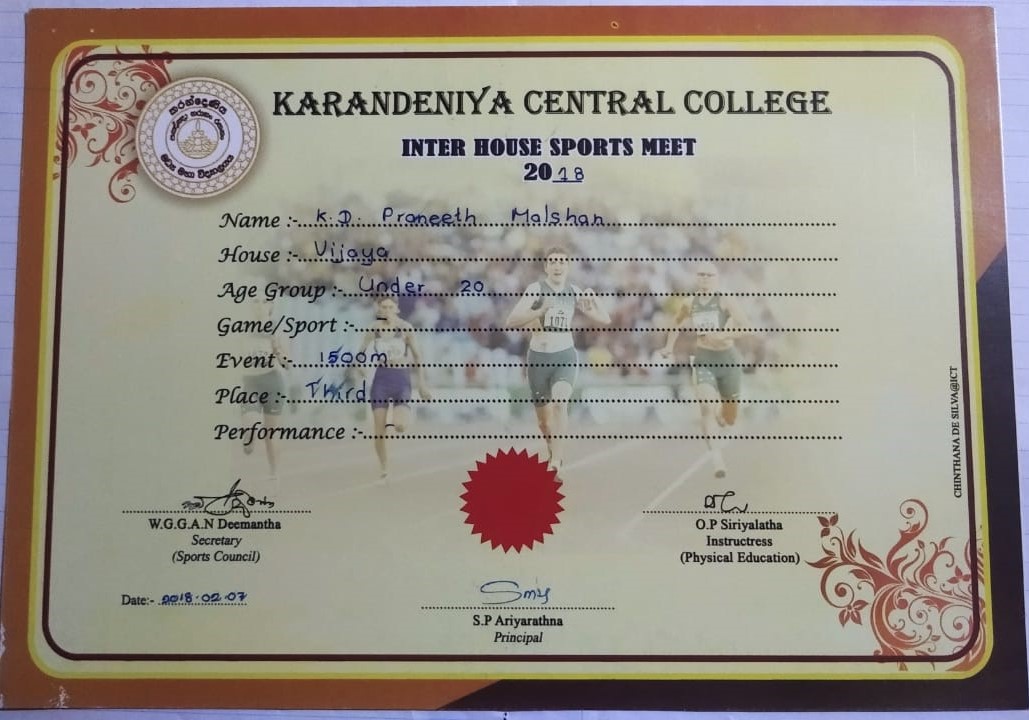 කරන්දෙණිය
KARANDENIYA CENTRAL COLLEGE
INTER HOUSE SPORTS MEET
2018
Name :- K.D. Praneeth Malshan
House :- Vijaya
Age Group :- Under 20
Game/Sport :- -
Event :- 1500m
Place :- Third
Performance :- -
W.G.G.A.N Deemantha
Secretary
(Sports Council)
O.P Siriyalatha
Instructress
(Physical Education)
Date:- 2018.02.07
S.P Ariyarathna
Principal
CHINTHANA DE SILVA@ICT